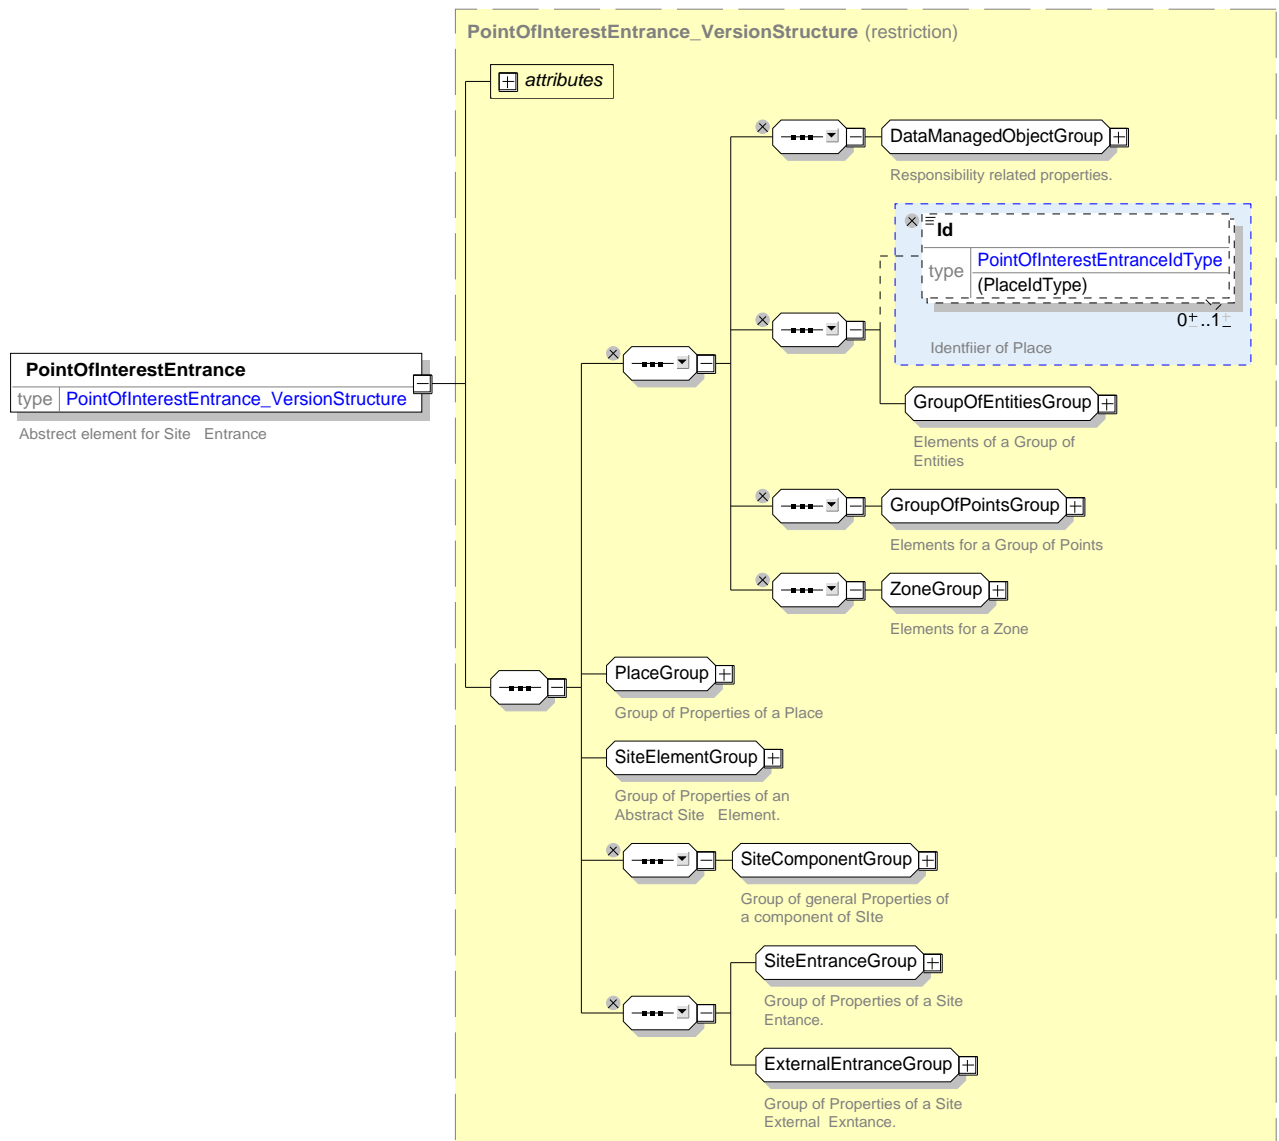 PointOfInterestEntrance_VersionStructure (restriction)
attributes
DataManagedObjectGroup
Responsibility related properties.
Id
type PointOfInterestEntranceIdType
(PlaceIdType)
0±..1±
Identfiier of Place
GroupOfEntitiesGroup
Elements of a Group of
Entities
PointOfInterestEntrance
type PointOfInterestEntrance_VersionStructure
Abstrect element for Site Entrance
GroupOfPointsGroup
Elements for a Group of Points
ZoneGroup
Elements for a Zone
PlaceGroup
Group of Properties of a Place
SiteElementGroup
Group of Properties of an
Abstract Site Element.
SiteComponentGroup
Group of general Properties of
a component of SIte
SiteEntranceGroup
Group of Properties of a Site
Entance.
ExternalEntranceGroup
Group of Properties of a Site
External Exntance.